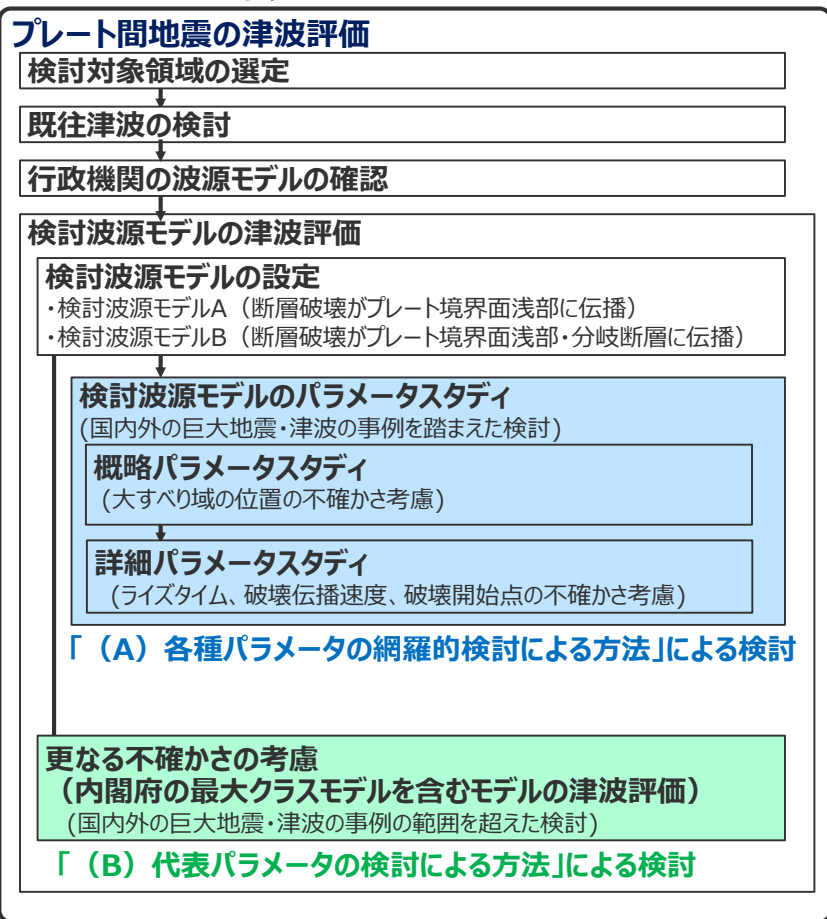 プレート間地震の津波評価
検討対象領域の選定
既往津波の検討
行政機関の波源モデルの確認
検討波源モデルの津波評価
検討波源モデルの設定
・検討波源モデルA（断層破壊がプレート境界面浅部に伝播）
・検討波源モデルB（断層破壊がプレート境界面浅部・分岐断層に伝播）
検討波源モデルのパラメータスタディ
(国内外の巨大地震・津波の事例を踏まえた検討)
概略パラメータスタディ
(大すべり域の位置の不確かさ考慮)
詳細パラメータスタディ
(ライズタイム、破壊伝播速度、破壊開始点の不確かさ考慮)
「（A）各種パラメータの網羅的検討による方法」による検討
更なる不確かさの考慮
（内閣府の最大クラスモデルを含むモデルの津波評価）
(国内外の巨大地震・津波の事例の範囲を超えた検討)
「（B）代表パラメータの検討による方法」による検討